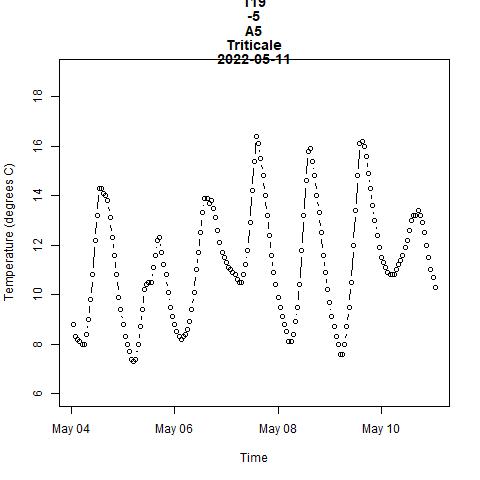 T19
-5
A5
Triticale
2022-05-11
Temperature (degrees C)
18
16
14
12
10
8
6
May 04
May 06
May 08
May 10
Time